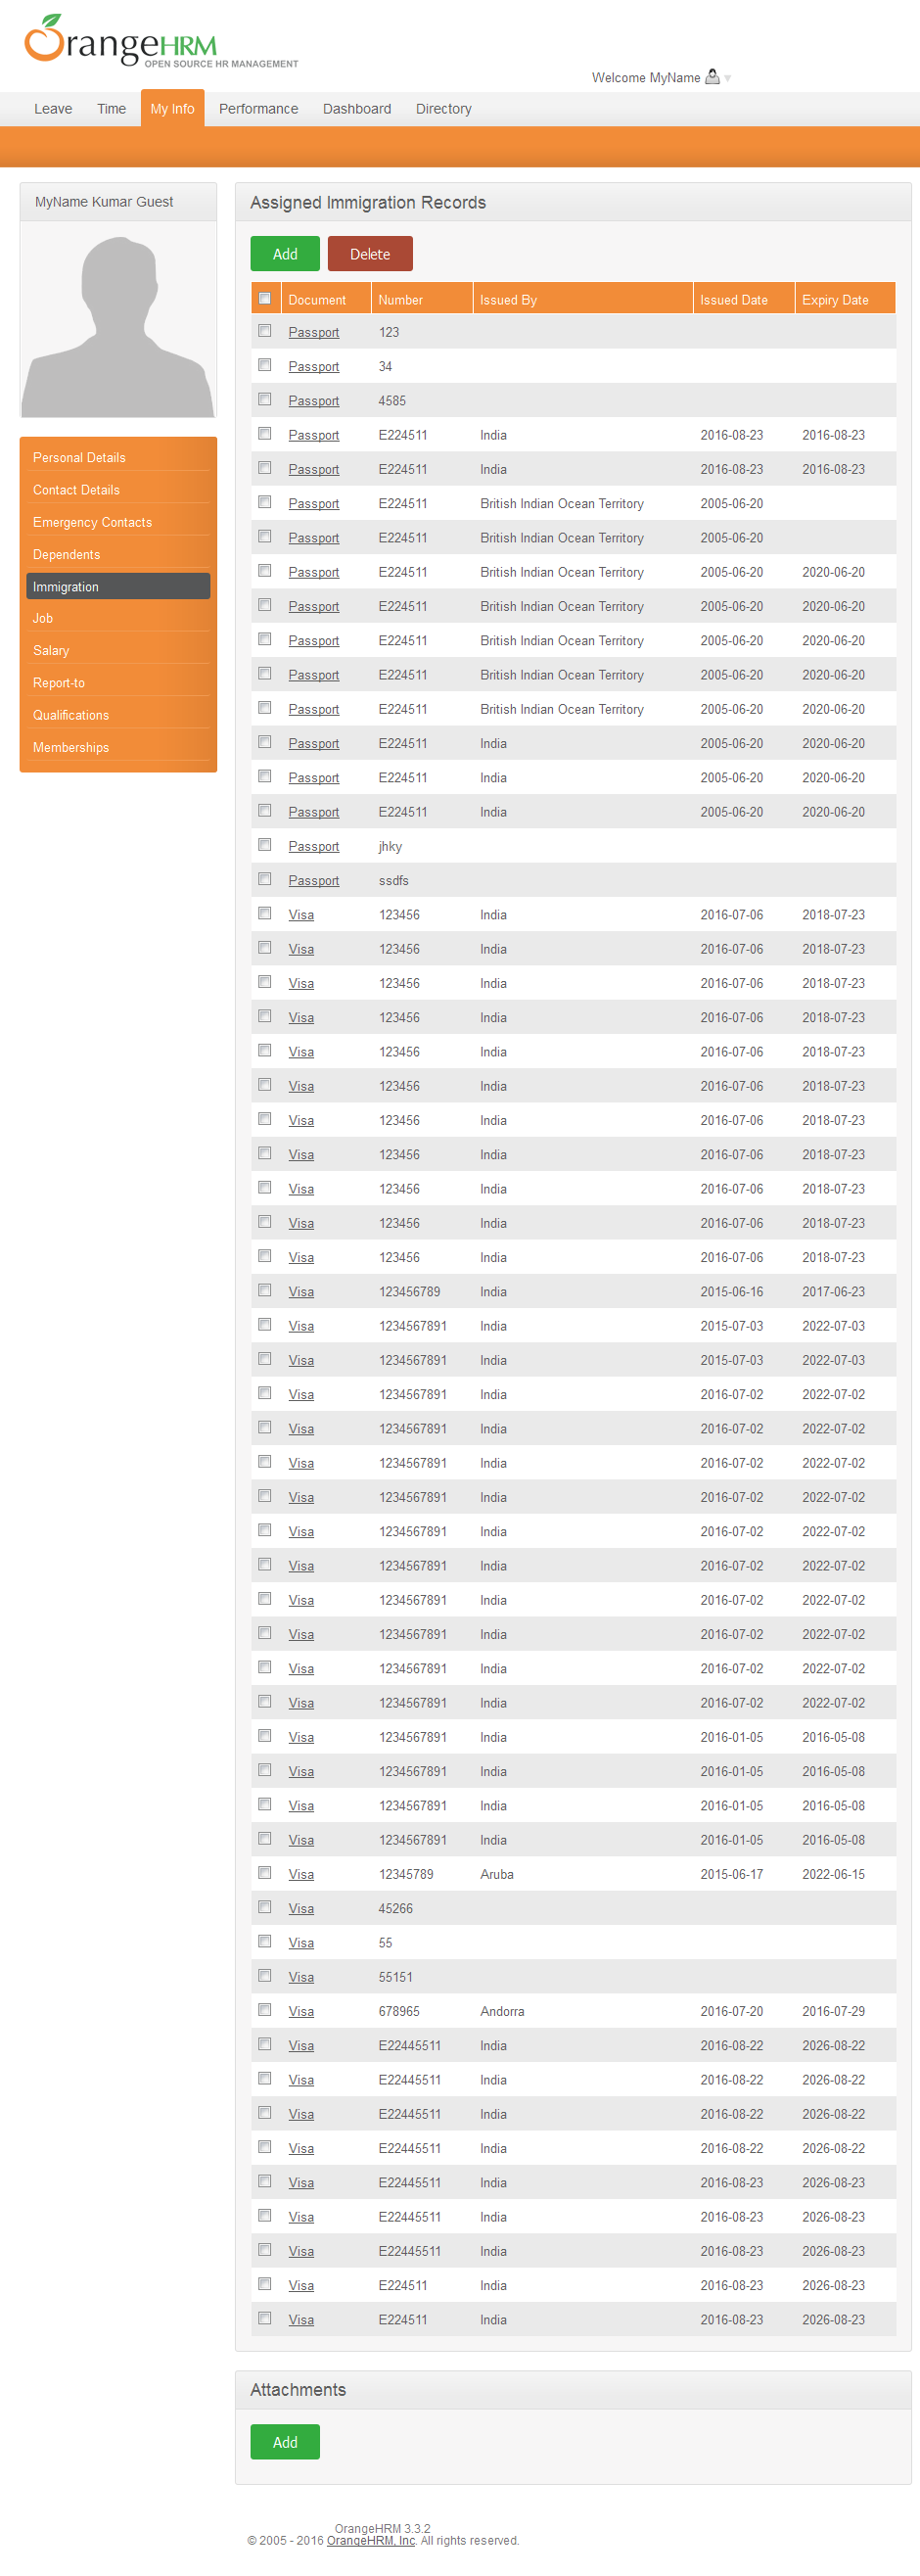 OrangeHRM
OPEN SOURCE HR MANAGEMENT
Welcome MyName
Leave Time My Info Performance Dashboard Directory
MyName Kumar Guest
Personal Details
Contact Details
Emergency Contacts
Dependents
Immigration
Job
Salary
Report-to
Qualifications
Memberships
Assigned Immigration Records
Add Delete
Document Number Issued By Issued Date Expiry Date
Passport 123
Passport 34
Passport 4585
Passport E224511 India 2016-08-23 2016-08-23
Passport E224511 India 2016-08-23 2016-08-23
Passport E224511 British Indian Ocean Territory 2005-06-20
Passport E224511 British Indian Ocean Territory 2005-06-20
Passport E224511 British Indian Ocean Territory 2005-06-20 2020-06-20
Passport E224511 British Indian Ocean Territory 2005-06-20 2020-06-20
Passport E224511 British Indian Ocean Territory 2005-06-20 2020-06-20
Passport E224511 British Indian Ocean Territory 2005-06-20 2020-06-20
Passport E224511 British Indian Ocean Territory 2005-06-20 2020-06-20
Passport E224511 India 2005-06-20 2020-06-20
Passport E224511 India 2005-06-20 2020-06-20
Passport E224511 India 2005-06-20 2020-06-20
Passport jhky
Passport ssdfs
Visa 123456 India 2016-07-06 2018-07-23
Visa 123456 India 2016-07-06 2018-07-23
Visa 123456 India 2016-07-06 2018-07-23
Visa 123456 India 2016-07-06 2018-07-23
Visa 123456 India 2016-07-06 2018-07-23
Visa 123456 India 2016-07-06 2018-07-23
Visa 123456 India 2016-07-06 2018-07-23
Visa 123456 India 2016-07-06 2018-07-23
Visa 123456 India 2016-07-06 2018-07-23
Visa 123456 India 2016-07-06 2018-07-23
Visa 123456 India 2016-07-06 2018-07-23
Visa 123456789 India 2015-06-16 2017-06-23
Visa 1234567891 India 2015-07-03 2022-07-03
Visa 1234567891 India 2015-07-03 2022-07-03
Visa 1234567891 India 2016-07-02 2022-07-02
Visa 1234567891 India 2016-07-02 2022-07-02
Visa 1234567891 India 2016-07-02 2022-07-02
Visa 1234567891 India 2016-07-02 2022-07-02
Visa 1234567891 India 2016-07-02 2022-07-02
Visa 1234567891 India 2016-07-02 2022-07-02
Visa 1234567891 India 2016-07-02 2022-07-02
Visa 1234567891 India 2016-07-02 2022-07-02
Visa 1234567891 India 2016-07-02 2022-07-02
Visa 1234567891 India 2016-07-02 2022-07-02
Visa 1234567891 India 2016-01-05 2016-05-08
Visa 1234567891 India 2016-01-05 2016-05-08
Visa 1234567891 India 2016-01-05 2016-05-08
Visa 1234567891 India 2016-01-05 2016-05-08
Visa 12345789 Aruba 2015-06-17 2022-06-15
Visa 45266
Visa 55
Visa 55151
Visa 678965 Andorra 2016-07-20 2016-07-29
Visa E22445511 India 2016-08-22 2026-08-22
Visa E22445511 India 2016-08-22 2026-08-22
Visa E22445511 India 2016-08-22 2026-08-22
Visa E22445511 India 2016-08-22 2026-08-22
Visa E22445511 India 2016-08-23 2026-08-23
Visa E22445511 India 2016-08-23 2026-08-23
Visa E22445511 India 2016-08-23 2026-08-23
Visa E224511 India 2016-08-23 2026-08-23
Visa E224511 India 2016-08-23 2026-08-23
Attachments
Add
OrangeHRM 3.3.2
© 2005 - 2016 OrangeHRM, Inc. All rights reserved.